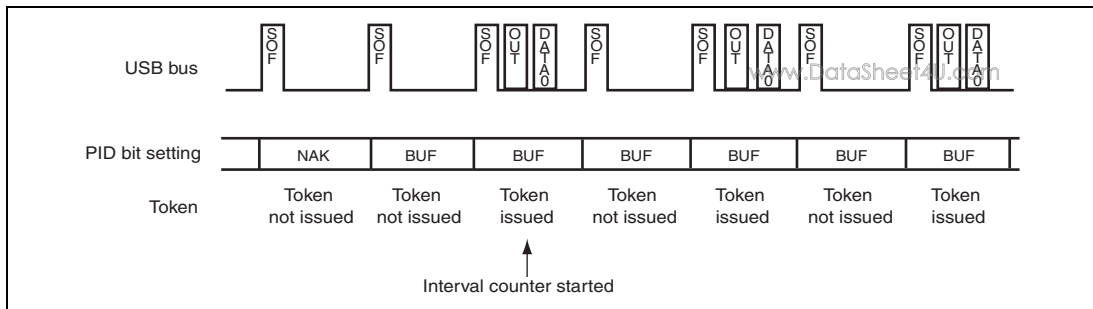 SOF SOF SOF OUT DATA0 SOF SOF OUT DATA0 SOF SOF OUT DATA0
USB bus
www.DataSheet4U.com
PID bit setting NAK BUF BUF BUF BUF BUF BUF
Token Token not issued Token not issued Token issued Token not issued Token issued Token not issued Token issued
Interval counter started